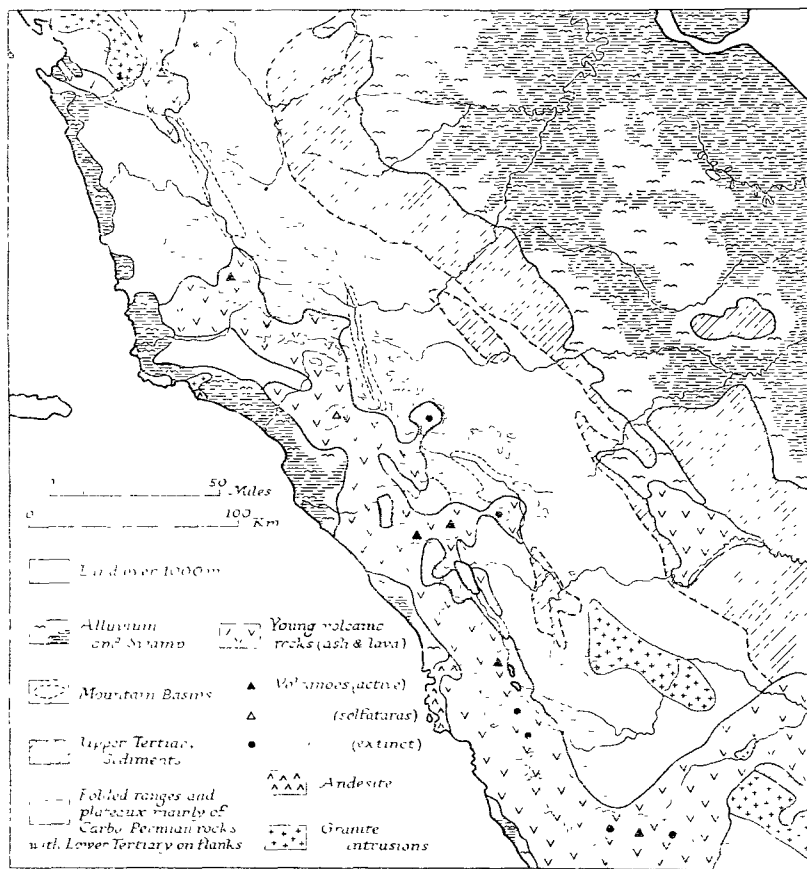 50
Miles
0
100
Km
Land over 1000m
Alluvium
and Swamp
Mountain Basins
Upper Tertiary
Sediments
Folded ranges and
plateaux mainly of
Carbo Permian rocks
with Lower Tertiary on flanks
Young volcanic
rocks (ash & lava)
Volcanoes (active)
(solfataras)
(extinct)
Andesite
Granite
intrusions